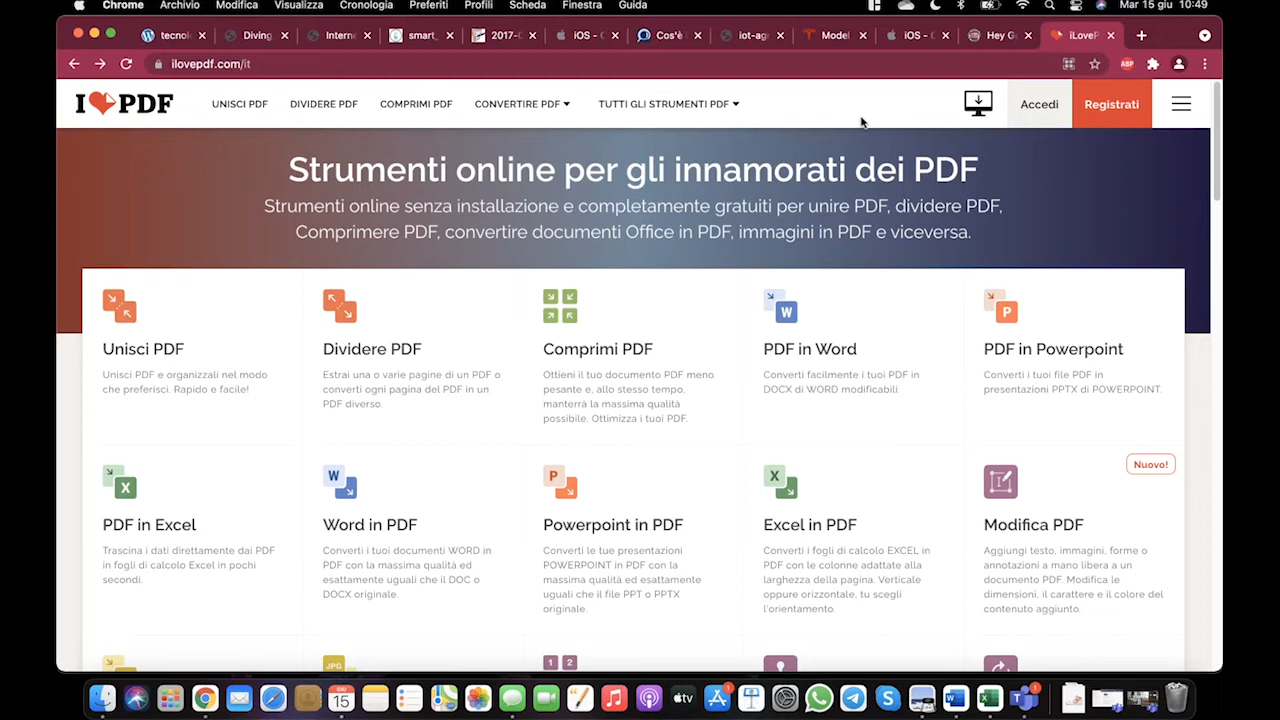 Chrome Archivio Modifica Visualizza Cronologia Preferiti Profili Scheda Finestra Guida Mar 15 giu 10:49
tecnol Diving Intern smart_ 2017-0 iOS - Cos'è iot-ag Model iOS - Hey G iLoveP
ilovepdf.com/it ABP
I PDF UNISCI PDF DIVIDERE PDF COMPRIMI PDF CONVERTIRE PDF TUTTI GLI STRUMENTI PDF Accedi Registrati
Strumenti online per gli innamorati dei PDF
Strumenti online senza installazione e completamente gratuiti per unire PDF, dividere PDF,
Comprimere PDF, convertire documenti Office in PDF, immagini in PDF e viceversa.
W P
Unisci PDF
Unisci PDF e organizzali nel modo
che preferisci. Rapido e facile!
Dividere PDF
Estrai una o varie pagine di un PDF o
converti ogni pagina del PDF in un
PDF diverso.
Comprimi PDF
Ottieni il tuo documento PDF meno
pesante e, allo stesso tempo,
manterrà la massima qualità
possibile. Ottimizza i tuoi PDF.
PDF in Word
Converti facilmente i tuoi PDF in
DOCX di WORD modificabili.
PDF in Powerpoint
Converti i tuoi file PDF in
presentazioni PPTX di POWERPOINT.
X W P X Nuovo!
PDF in Excel
Trascina i dati direttamente dai PDF
in fogli di calcolo Excel in pochi
secondi.
Word in PDF
Converti i tuoi documenti WORD in
PDF con la massima qualità ed
esattamente uguali che il DOC o
DOCX originale.
Powerpoint in PDF
Converti le tue presentazioni
POWERPOINT in PDF con la
massima qualità ed esattamente
uguali che il file PPT o PPTX
originale.
Excel in PDF
Converti i fogli di calcolo EXCEL in
PDF con le colonne adattate alla
larghezza della pagina. Verticale
oppure orizzontale, tu scegli
l'orientamento.
Modifica PDF
Aggiungi testo, immagini, forme o
annotazioni a mano libera a un
documento PDF. Modifica le
dimensioni, il carattere e il colore del
contenuto aggiunto.
JPG 1 2
GIU 15 tv 1 S W X 1